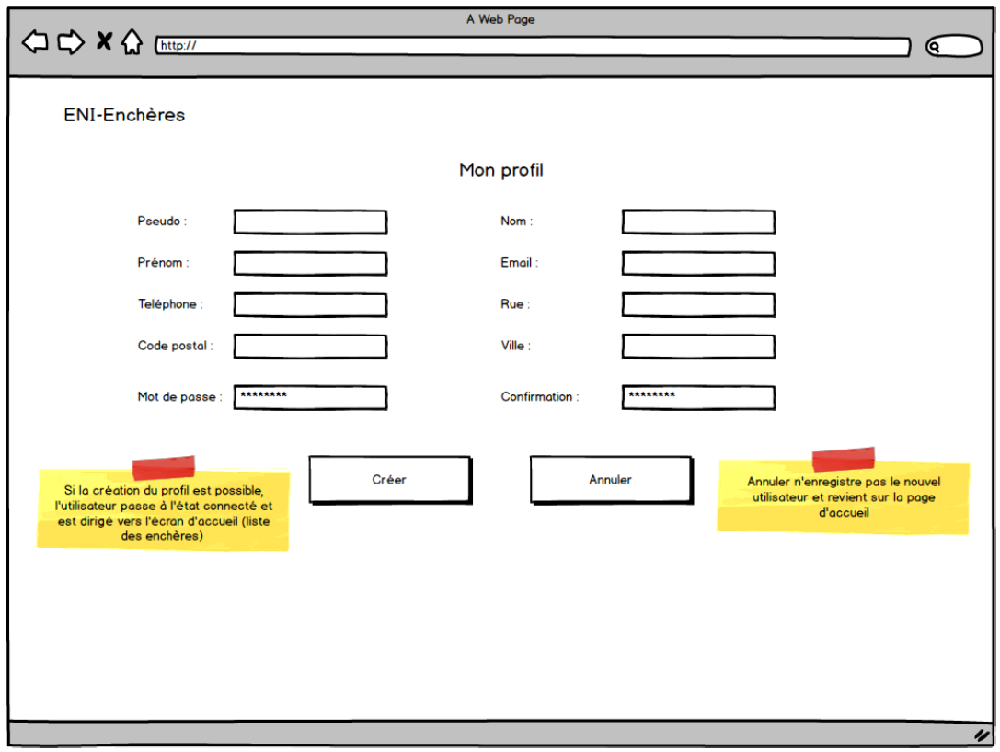 A Web Page
http://
ENI-Enchères
Mon profil
Pseudo :
Nom :
Prénom :
Email :
Teléphone :
Rue :
Code postal :
Ville :
Mot de passe : ********
Confirmation : ********
Si la création du profil est possible,
l'utilisateur passe à l'état connecté et
est dirigé vers l'écran d'accueil (liste
des enchères)
Créer
Annuler
Annuler n'enregistre pas le nouvel
utilisateur et revient sur la page
d'accueil